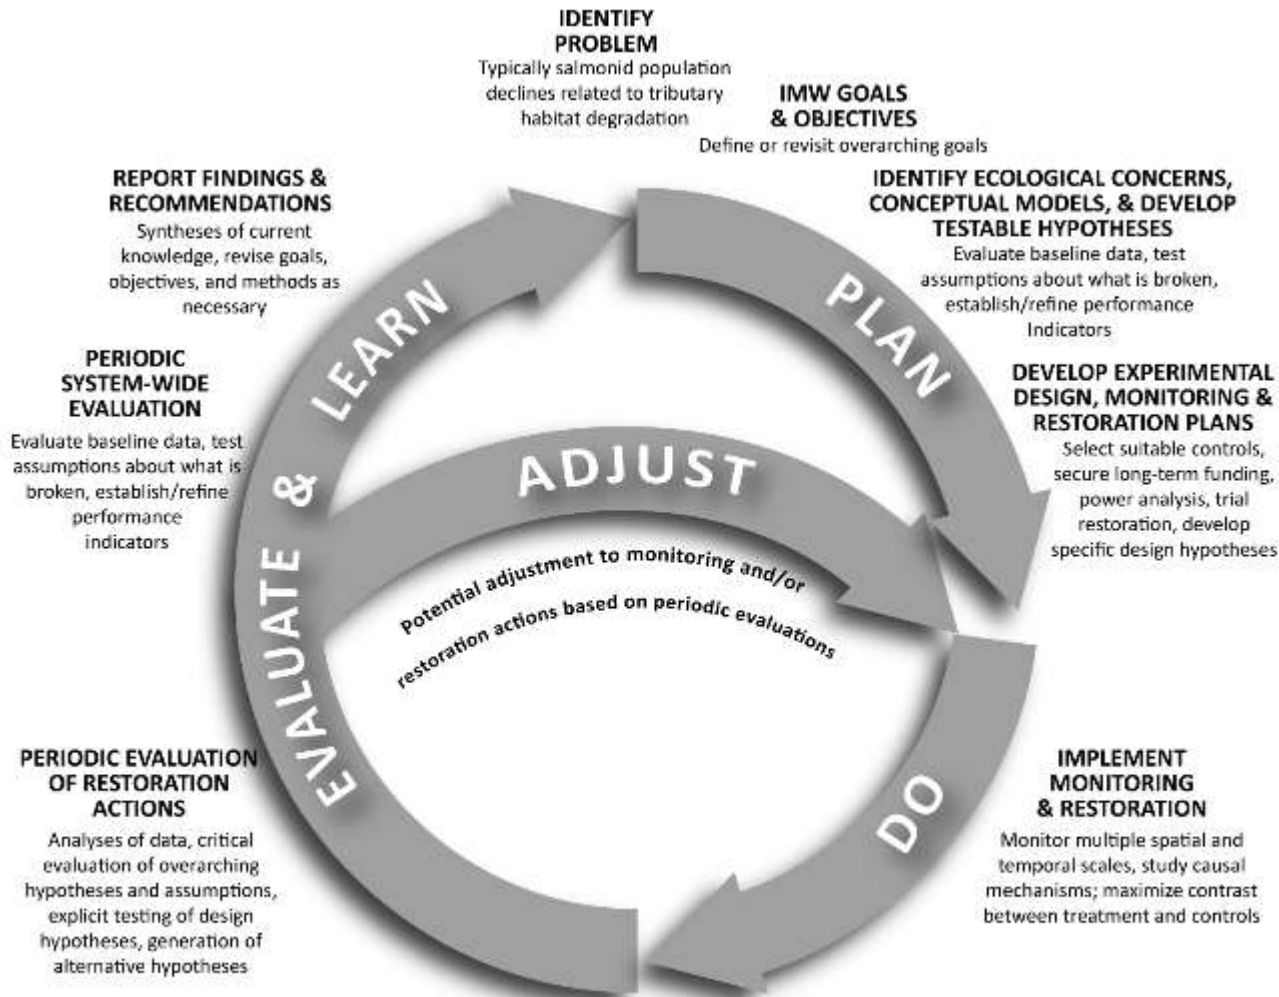 IDENTIFY
PROBLEM
Typically salmonid population
declines related to tributary
habitat degradation
IMW GOALS
& OBJECTIVES
Define or revisit overarching goals
IDENTIFY ECOLOGICAL CONCERNS,
CONCEPTUAL MODELS, & DEVELOP
TESTABLE HYPOTHESES
Evaluate baseline data, test
assumptions about what is broken,
establish/refine performance
Indicators
DEVELOP EXPERIMENTAL
DESIGN, MONITORING &
RESTORATION PLANS
Select suitable controls,
secure long-term funding,
power analysis, trial
restoration, develop
specific design hypotheses
IMPLEMENT
MONITORING
& RESTORATION
Monitor multiple spatial and
temporal scales, study causal
mechanisms; maximize contrast
between treatment and controls
PERIODIC EVALUATION
OF RESTORATION
ACTIONS
Analyses of data, critical
evaluation of overarching
hypotheses and assumptions,
explicit testing of design
hypotheses, generation of
alternative hypotheses
PERIODIC
SYSTEM-WIDE
EVALUATION
Evaluate baseline data, test
assumptions about what is
broken, establish/refine
performance
indicators
REPORT FINDINGS &
RECOMMENDATIONS
Syntheses of current
knowledge, revise goals,
objectives, and methods as
necessary
PLAN
DO
EVALUATE & LEARN
ADJUST
Potential adjustment to monitoring and/or
restoration actions based on periodic evaluations